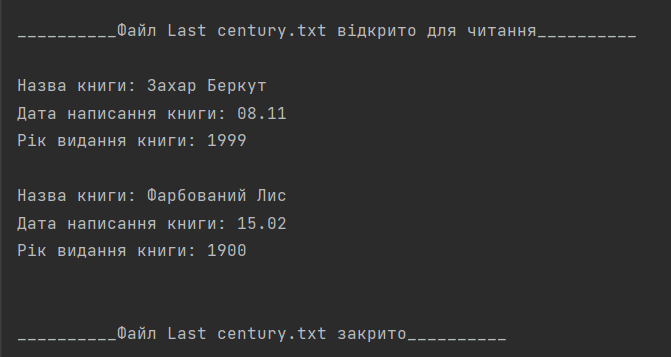 __________Файл Last century.txt відкрито для читання__________
Назва книги: Захар Беркут
Дата написання книги: 08.11
Рік видання книги: 1999
Назва книги: Фарбований Лис
Дата написання книги: 15.02
Рік видання книги: 1900
__________Файл Last century.txt закрито__________